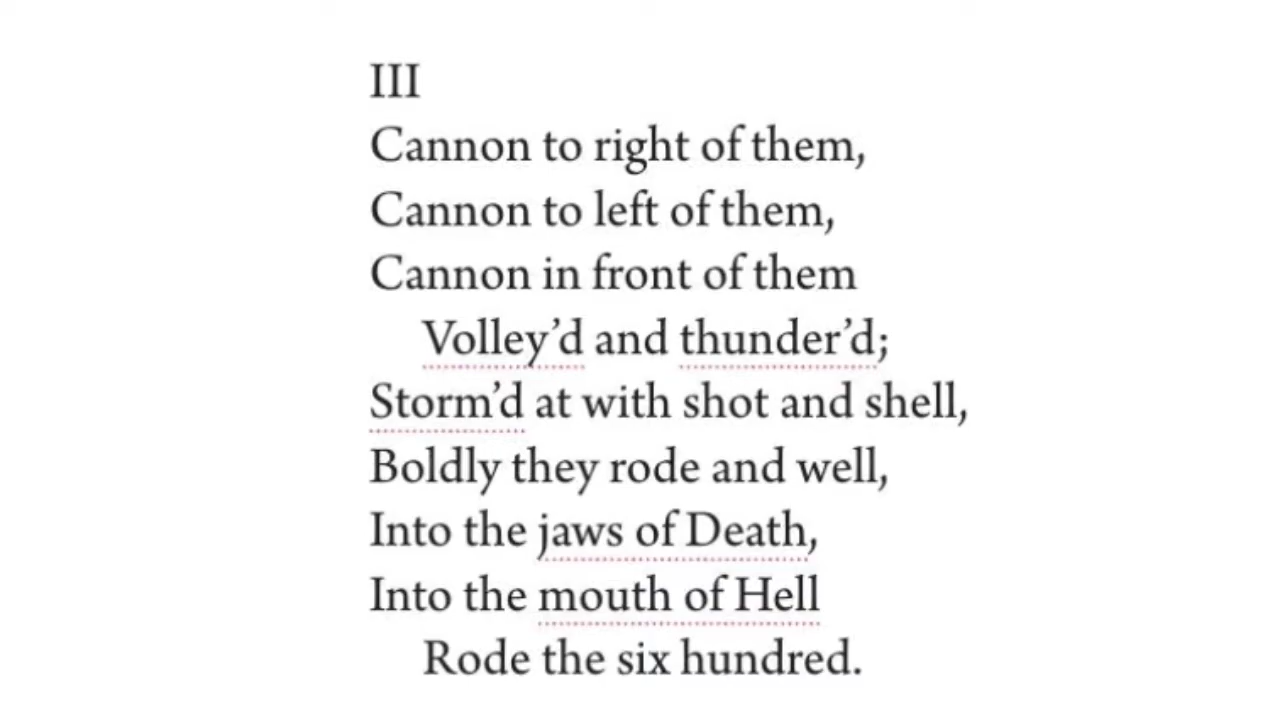 III
Cannon to right of them,
Cannon to left of them,
Cannon in front of them
Volley’d and thunder’d;
Storm’d at with shot and shell,
Boldly they rode and well,
Into the jaws of Death,
Into the mouth of Hell
Rode the six hundred.